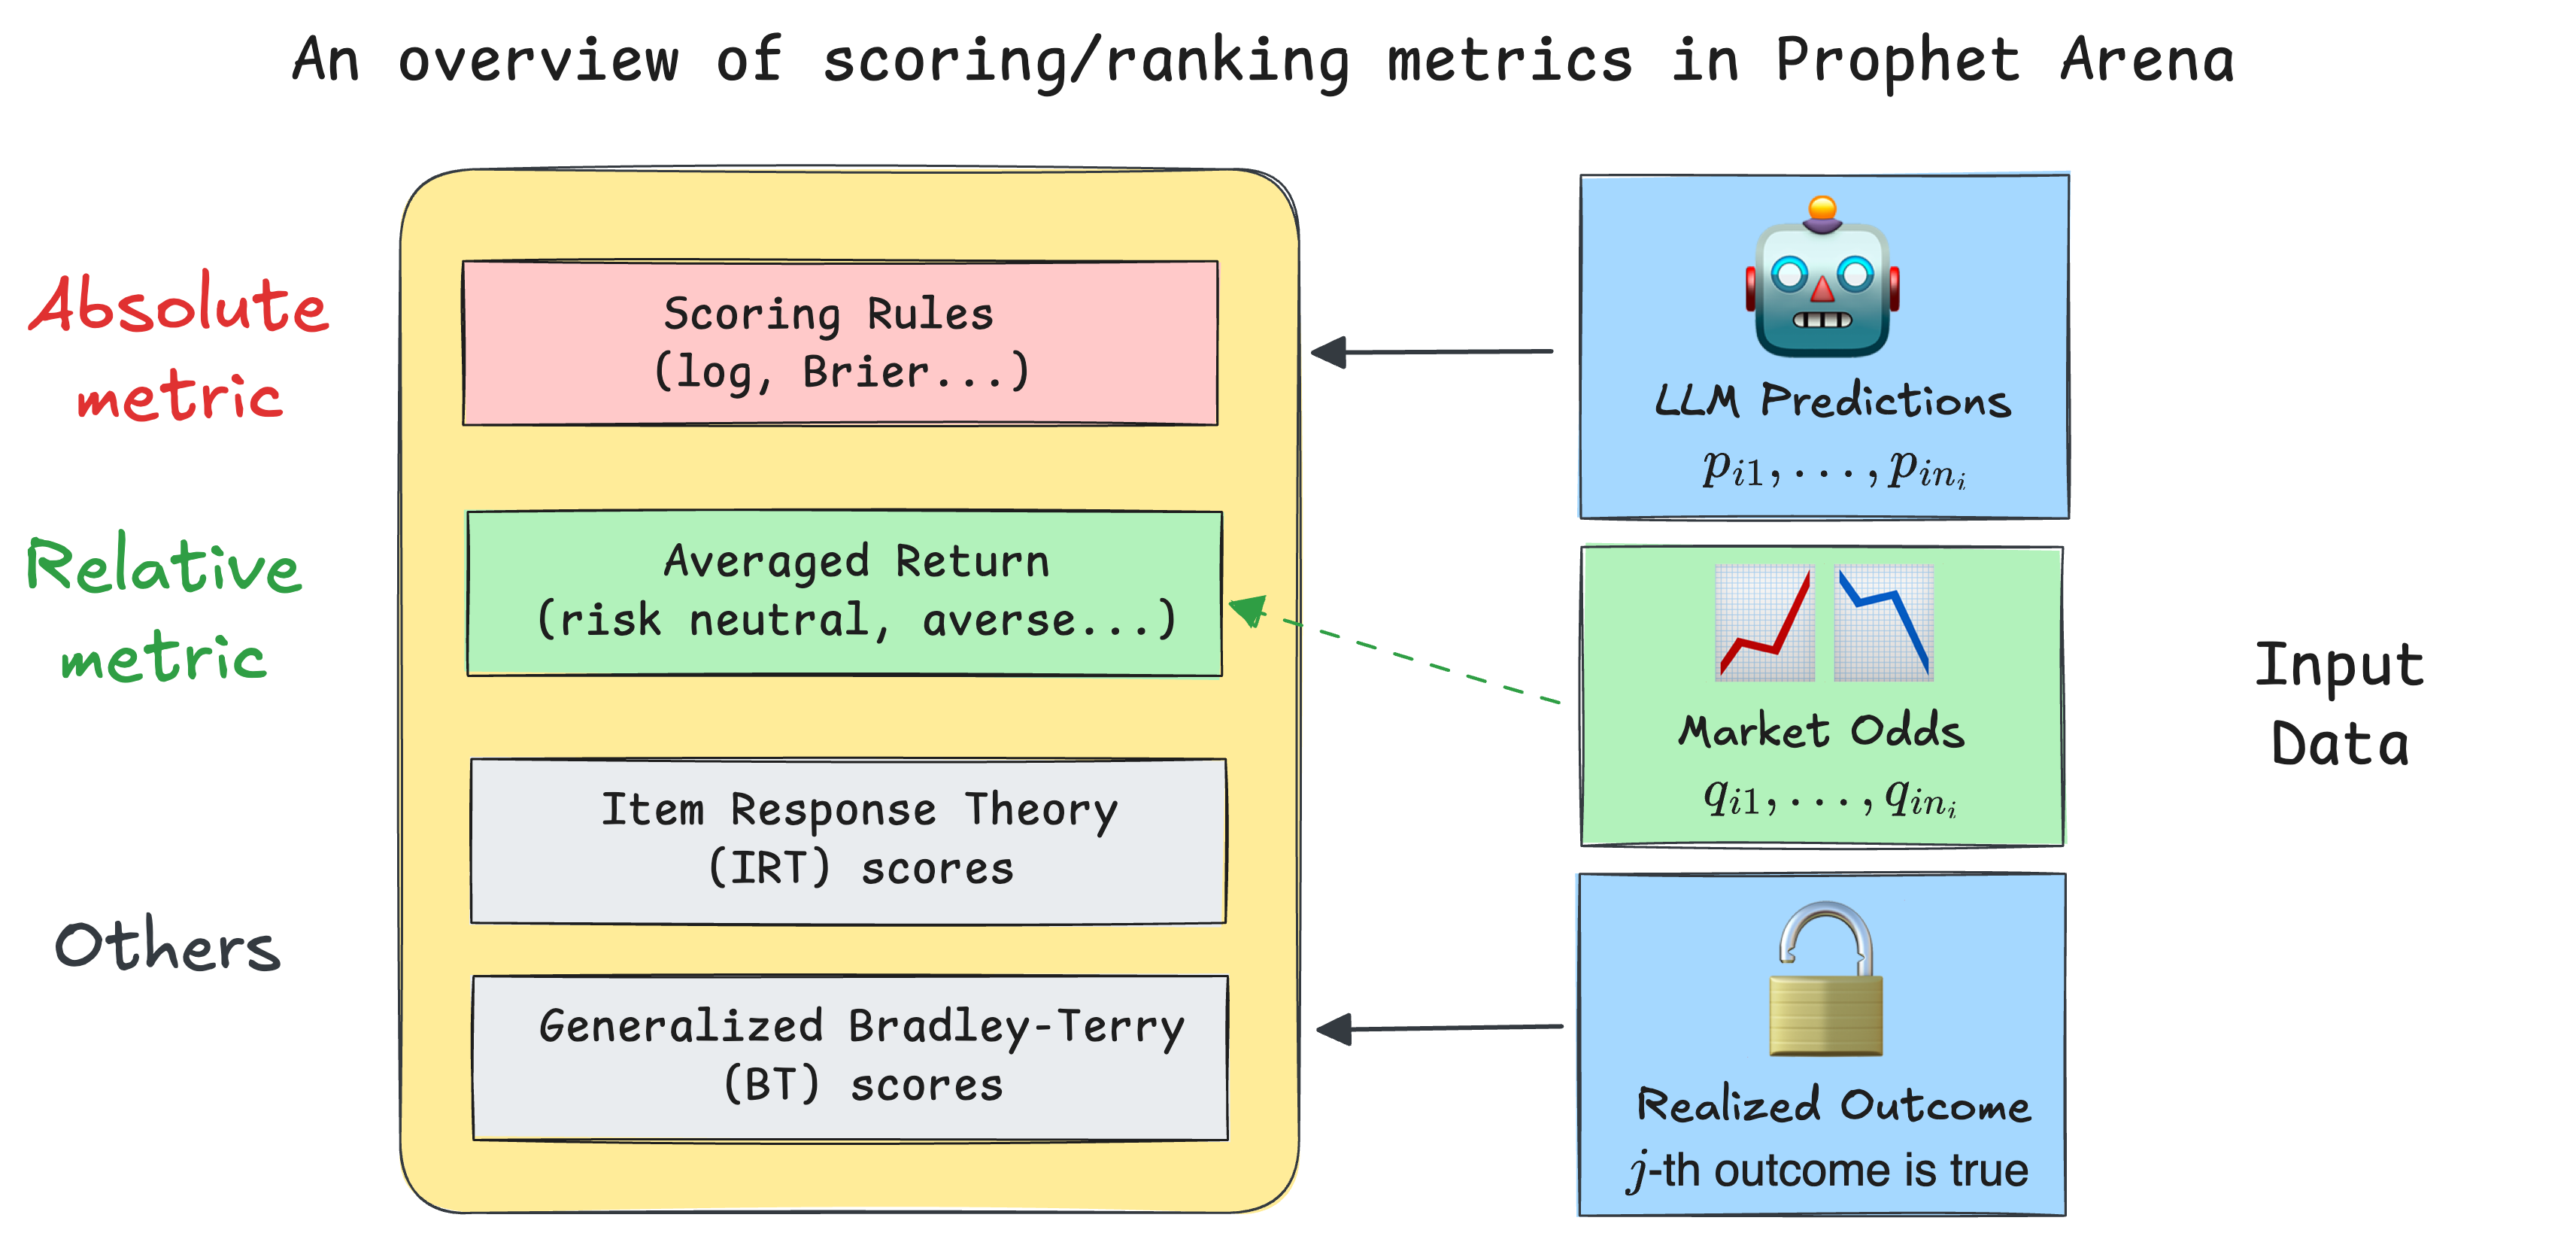 An overview of scoring/ranking metrics in Prophet Arena
Absolute
metric
Scoring Rules
(log, Brier...)
Relative
metric
Averaged Return
(risk neutral, averse...)
Others
Item Response Theory
(IRT) scores
Generalized Bradley-Terry
(BT) scores
LLM Predictions
p_{i1}, . . . , p_{in_i}
Market Odds
q_{i1}, . . . , q_{in_i}
Realized Outcome
j-th outcome is true
Input
Data